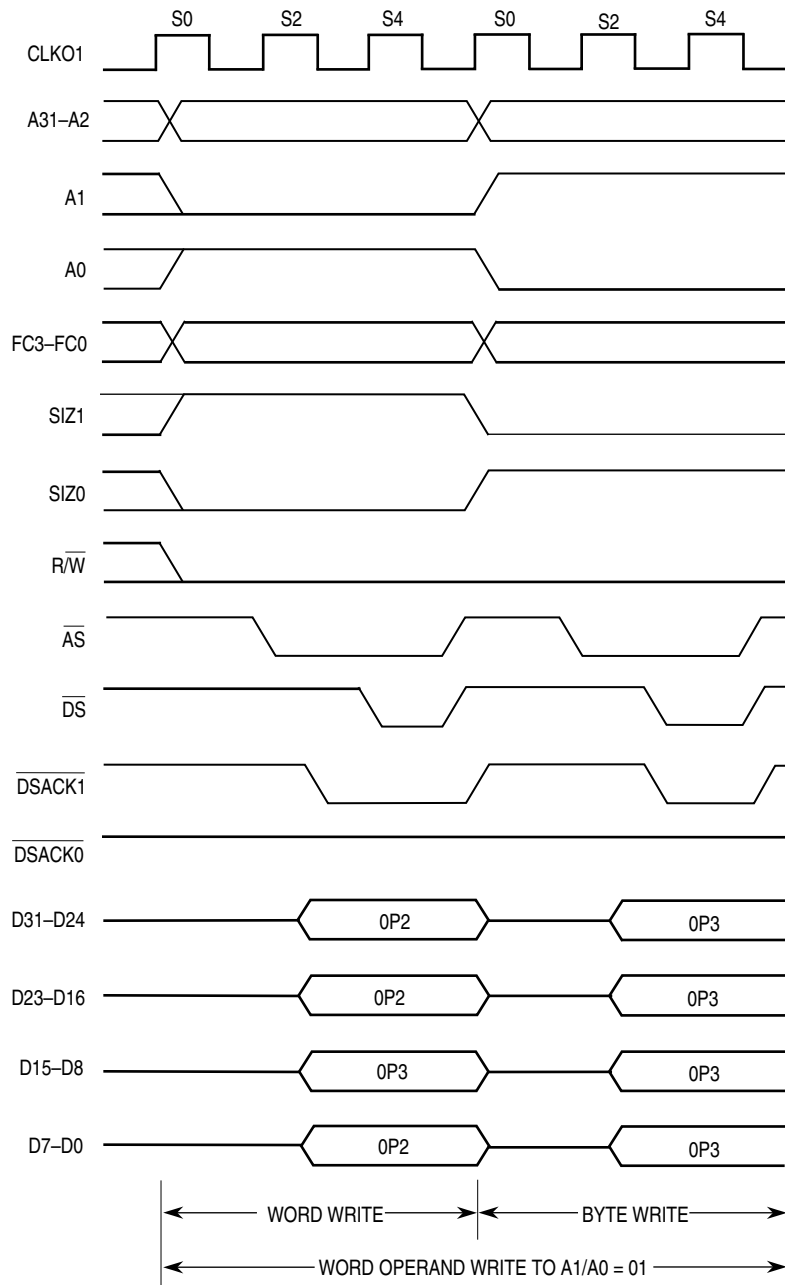 S0 S2 S4 S0 S2 S4
CLKO1
A31–A2
A1
A0
FC3–FC0
SIZ1
SIZ0
R/W
AS
DS
DSACK1
DSACK0
D31–D24 0P2 0P3
D23–D16 0P2 0P3
D15–D8 0P3 0P3
D7–D0 0P2 0P3
WORD WRITE BYTE WRITE
WORD OPERAND WRITE TO A1/A0 = 01